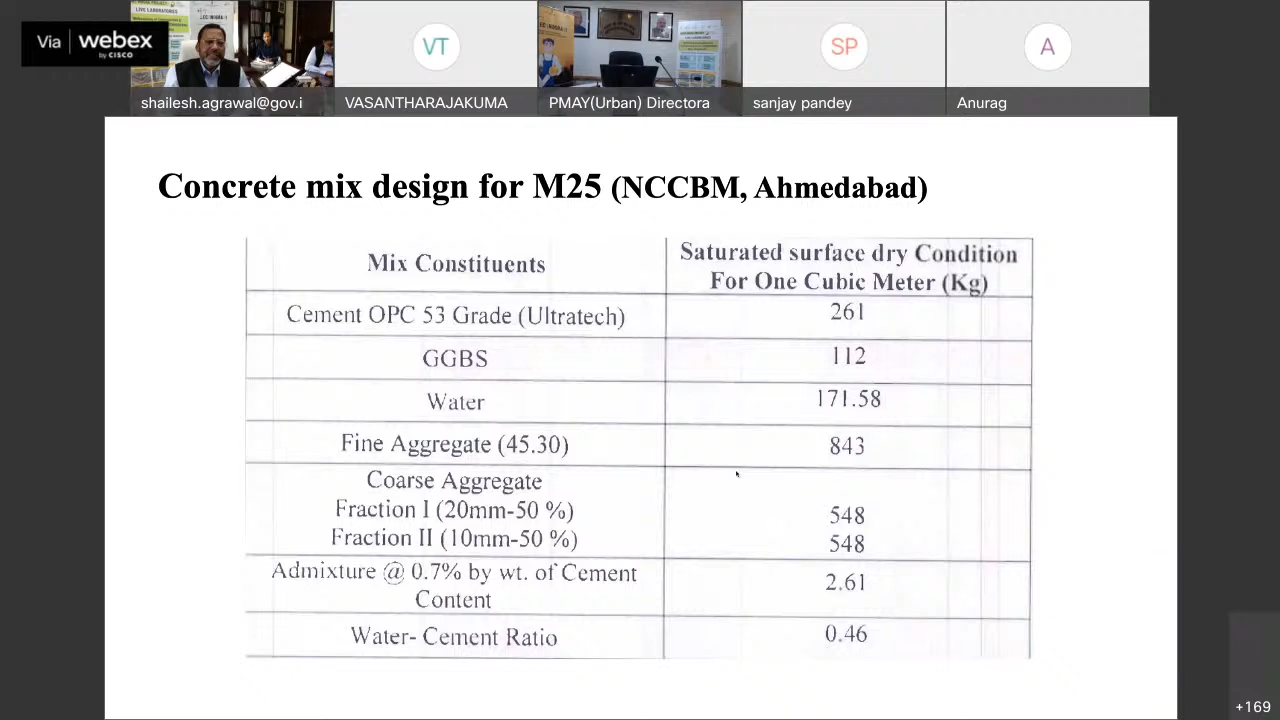 Via webex
by CISCO
LIVE LABORATORIES
VT
SP
A
shailesh.agrawal@gov.i
VASANTHARAJAKUMA
PMAY(Urban) Directora
sanjay pandey
Anurag
Concrete mix design for M25 (NCCBM, Ahmedabad)
Mix Constituents
Saturated surface dry Condition
For One Cubic Meter (Kg)
Cement OPC 53 Grade (Ultratech)
261
GGBS
112
Water
171.58
Fine Aggregate (45.30)
843
Coarse Aggregate
Fraction I (20mm-50 %)
548
Fraction II (10mm-50 %)
548
Admixture @ 0.7% by wt. of Cement
Content
2.61
Water- Cement Ratio
0.46
+169